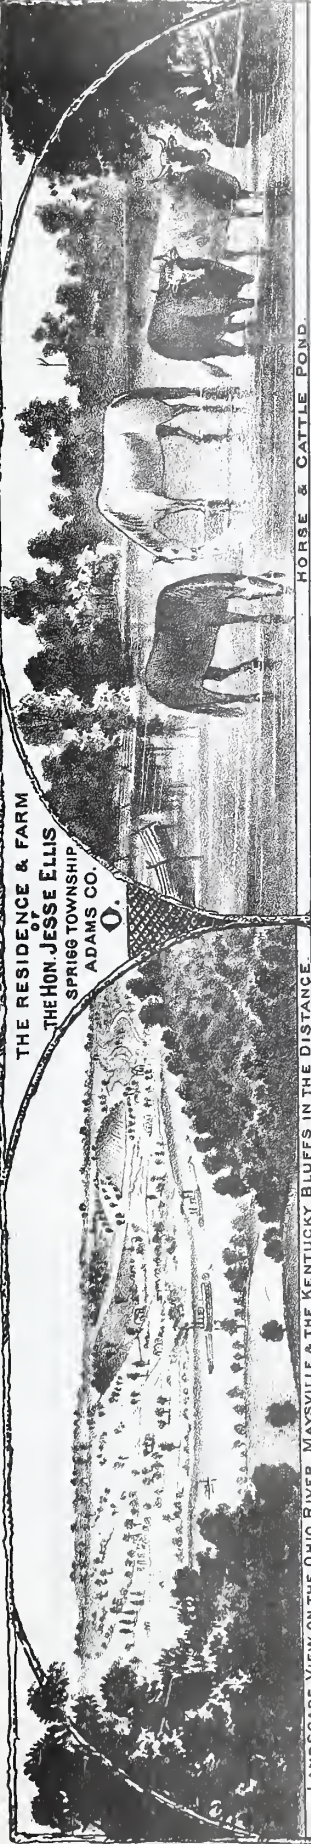 THE RESIDENCE & FARM
OF
THE HON. JESSE ELLIS
SPRIGG TOWNSHIP,
ADAMS CO.
O.
LANDSCAPE VIEW ON THE OHIO RIVER, MAYSVILLE & THE KENTUCKY BLUFFS IN THE DISTANCE.
HORSE & CATTLE POND.